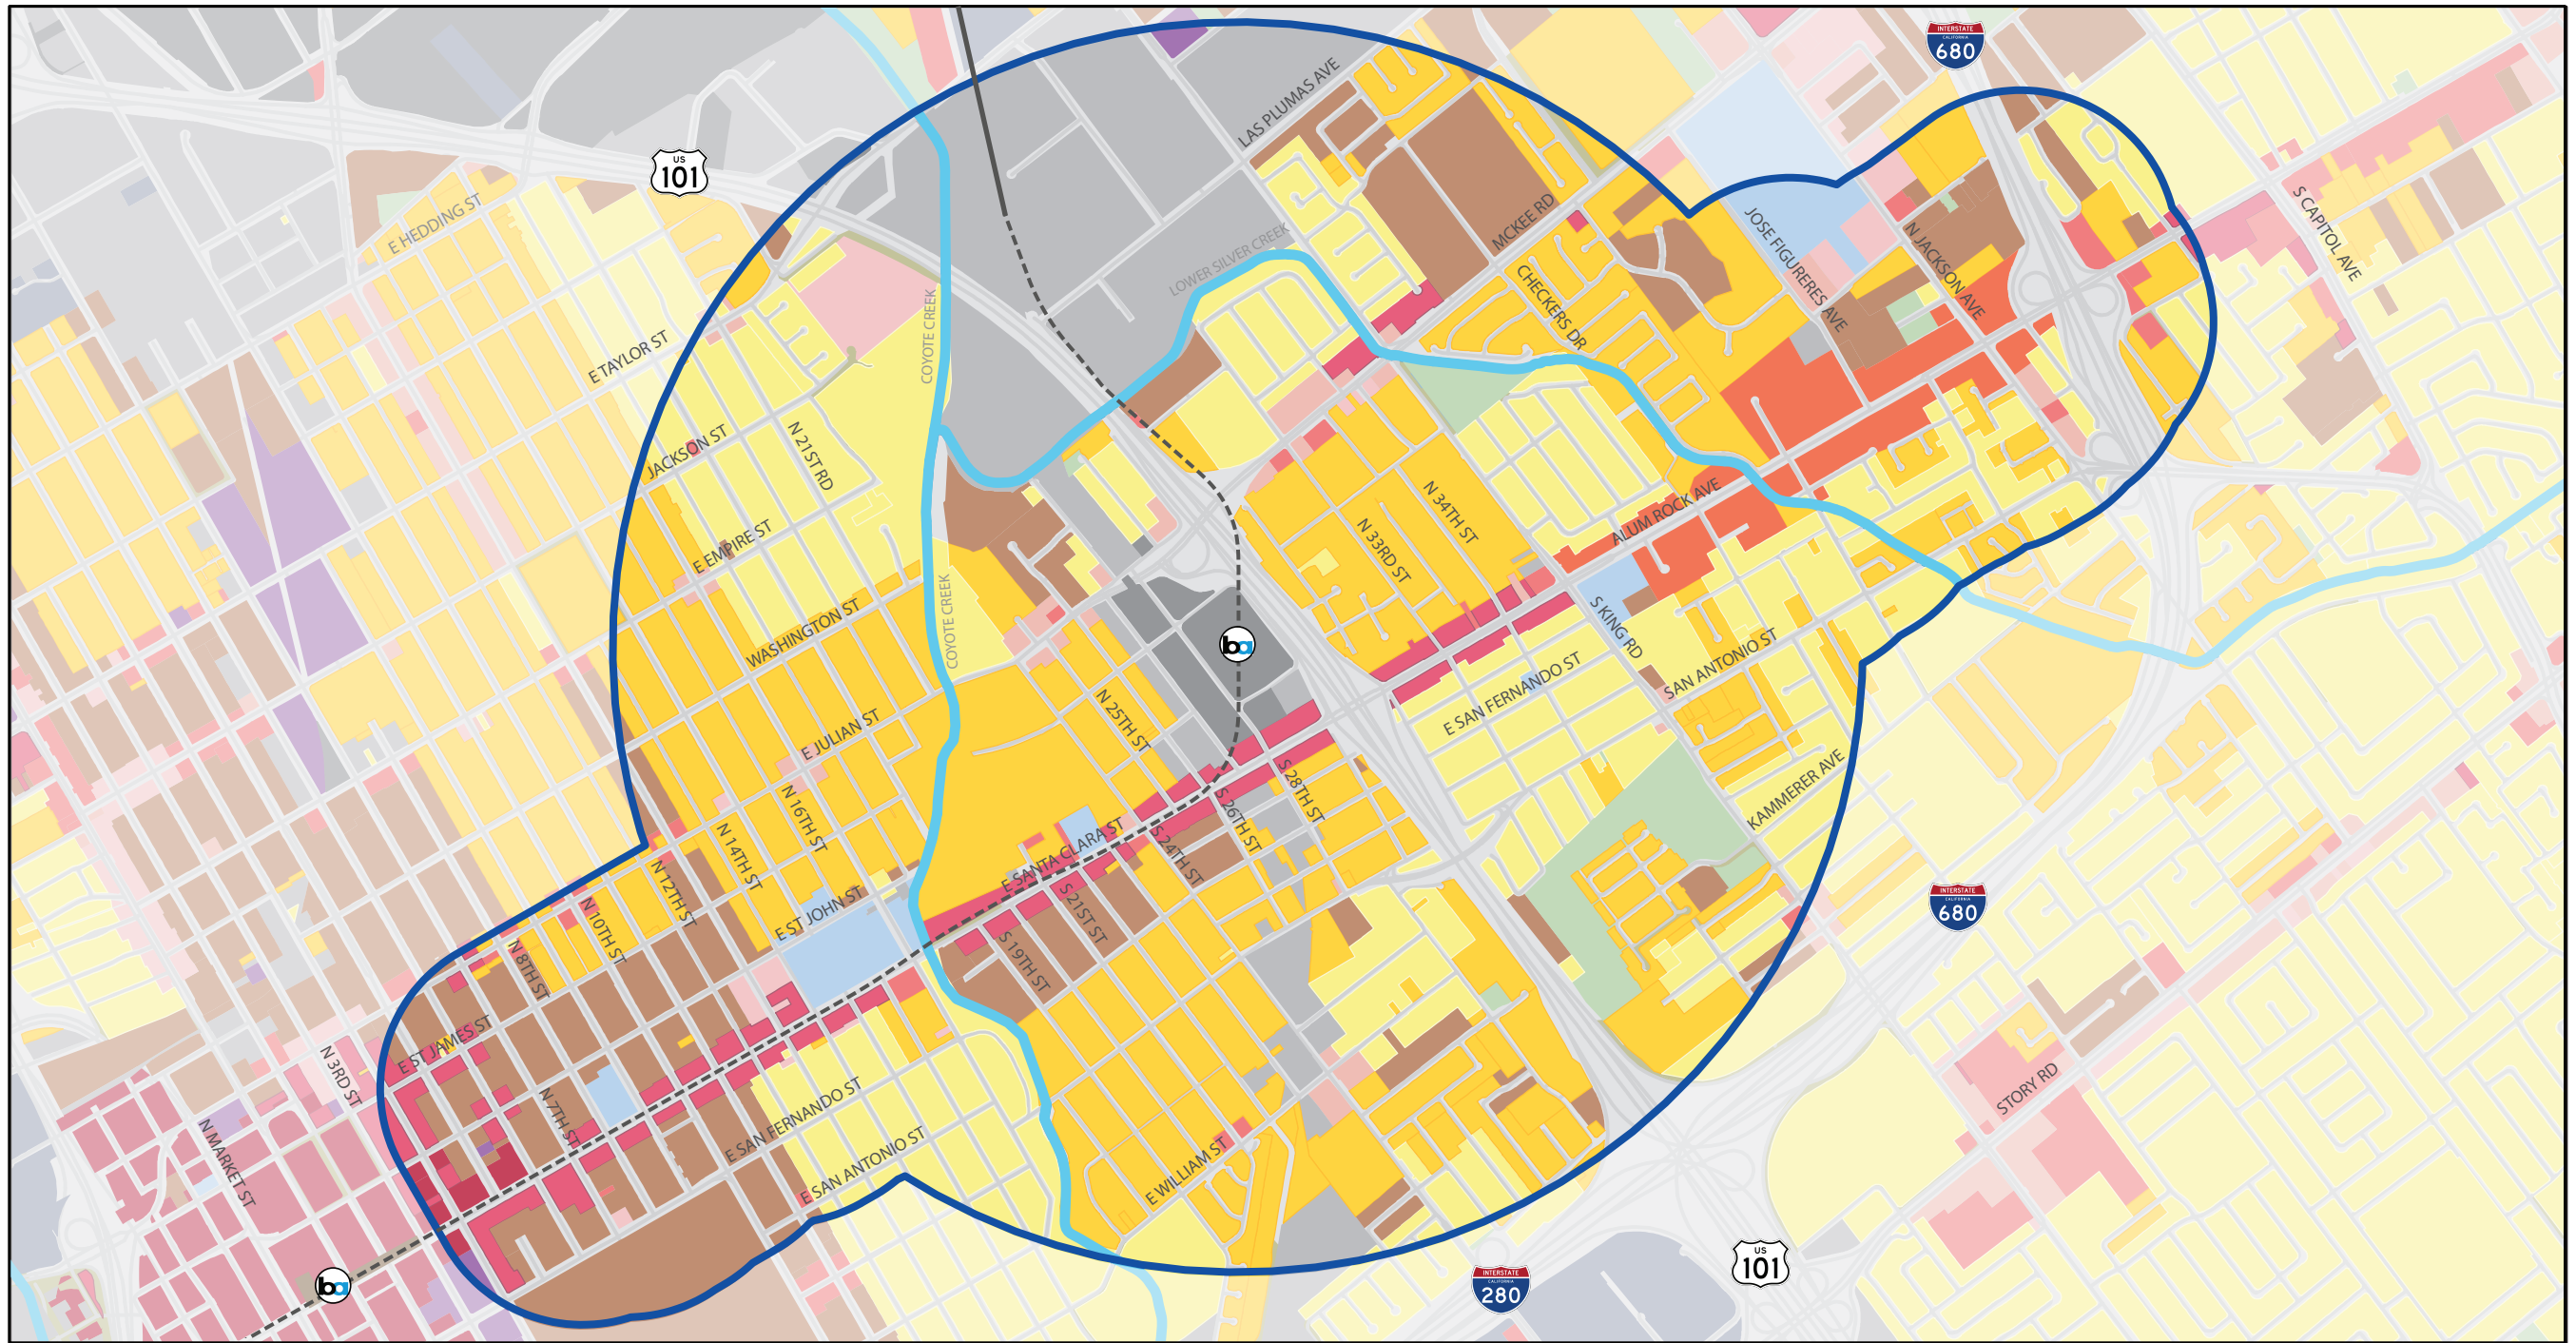 INTERSTATE
CALIFORNIA
680
LAS PLUMAS AVE
US
101
E HEDDING ST
MCKEE RD
JOSE FIGUERES AVE
N JACKSON AVE
S CAPITOL AVE
LOWER SILVER CREEK
CHECKERS DR
COYOTE CREEK
E TAYLOR ST
JACKSON ST
N 21ST RD
E EMPIRE ST
N 34TH ST
N 33RD ST
ALUM ROCK AVE
WASHINGTON ST
COYOTE CREEK
S KING RD
ba
SAN ANTONIO ST
E SAN FERNANDO ST
N 25TH ST
E JULIAN ST
KAMMERER AVE
S 28TH ST
S 26TH ST
N 16TH ST
N 14TH ST
E SANTA CLARA ST
S 24TH ST
N 12TH ST
E ST JOHN ST
S 21ST ST
N 10TH ST
S 19TH ST
N 8TH ST
INTERSTATE
CALIFORNIA
680
E ST JAMES ST
N 3RD ST
N 7TH ST
STORY RD
E SAN FERNANDO ST
E SAN ANTONIO ST
E WILLIAM ST
N MARKET ST
ba
INTERSTATE
CALIFORNIA
280
US
101